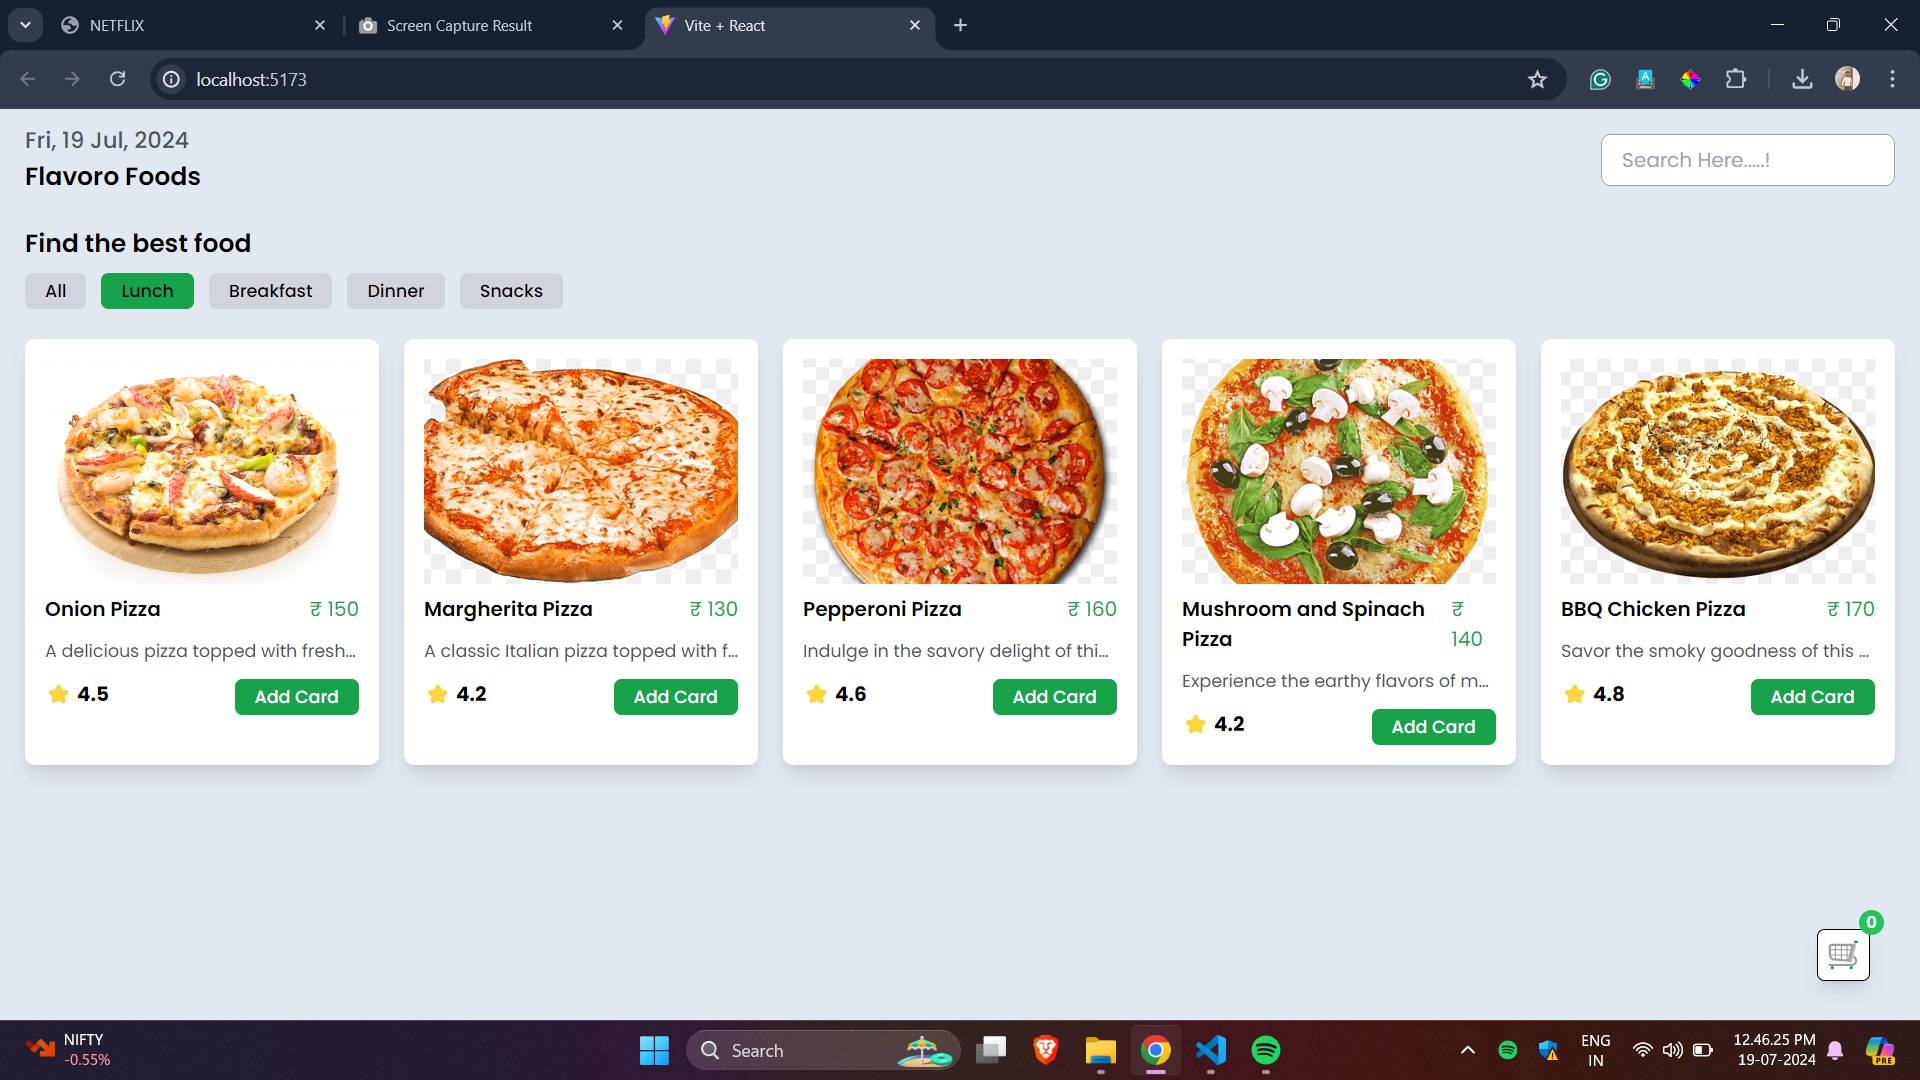 NETFLIX
Screen Capture Result
Vite + React
localhost:5173
Fri, 19 Jul, 2024
Flavoro Foods
Search Here.....!
Find the best food
All
Lunch
Breakfast
Dinner
Snacks
Onion Pizza
₹ 150
A delicious pizza topped with fresh...
4.5
Add Card
Margherita Pizza
₹ 130
A classic Italian pizza topped with f...
4.2
Add Card
Pepperoni Pizza
₹ 160
Indulge in the savory delight of thi...
4.6
Add Card
Mushroom and Spinach
Pizza
₹
140
Experience the earthy flavors of m...
4.2
Add Card
BBQ Chicken Pizza
₹ 170
Savor the smoky goodness of this ...
4.8
Add Card
0
NIFTY
-0.55%
Search
ENG
IN
12.46.25 PM
19-07-2024
PRE